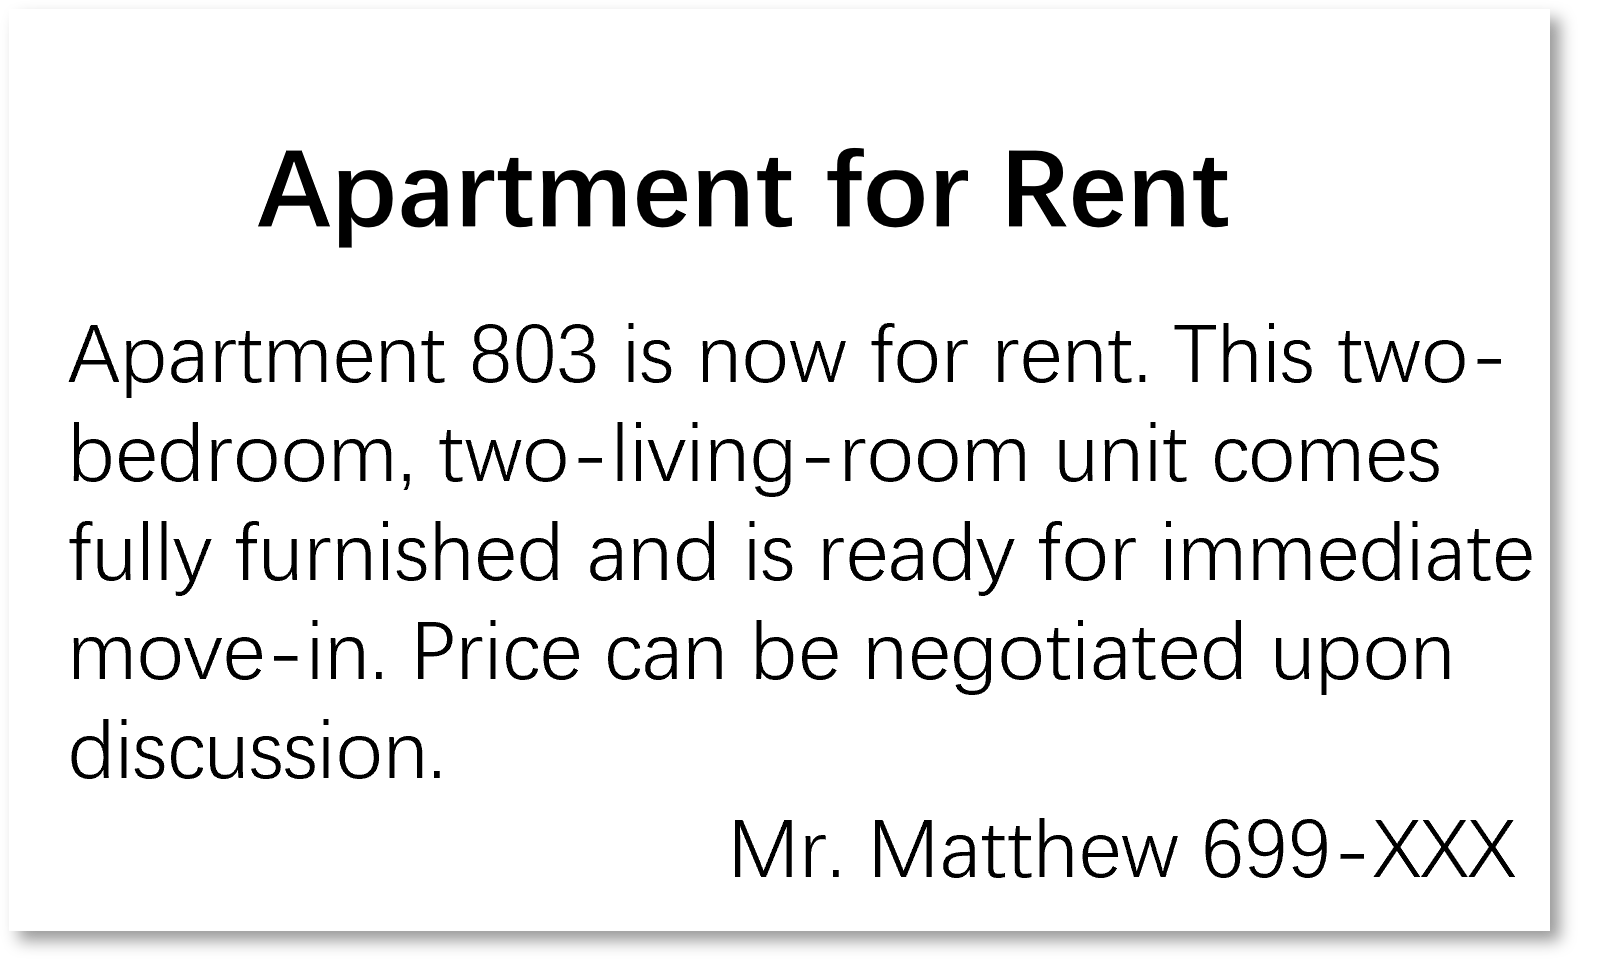 Apartment for Rent
Apartment 803 is now for rent. This two-
bedroom, two-living-room unit comes
fully furnished and is ready for immediate
move-in. Price can be negotiated upon
discussion.
Mr. Matthew 699-XXX